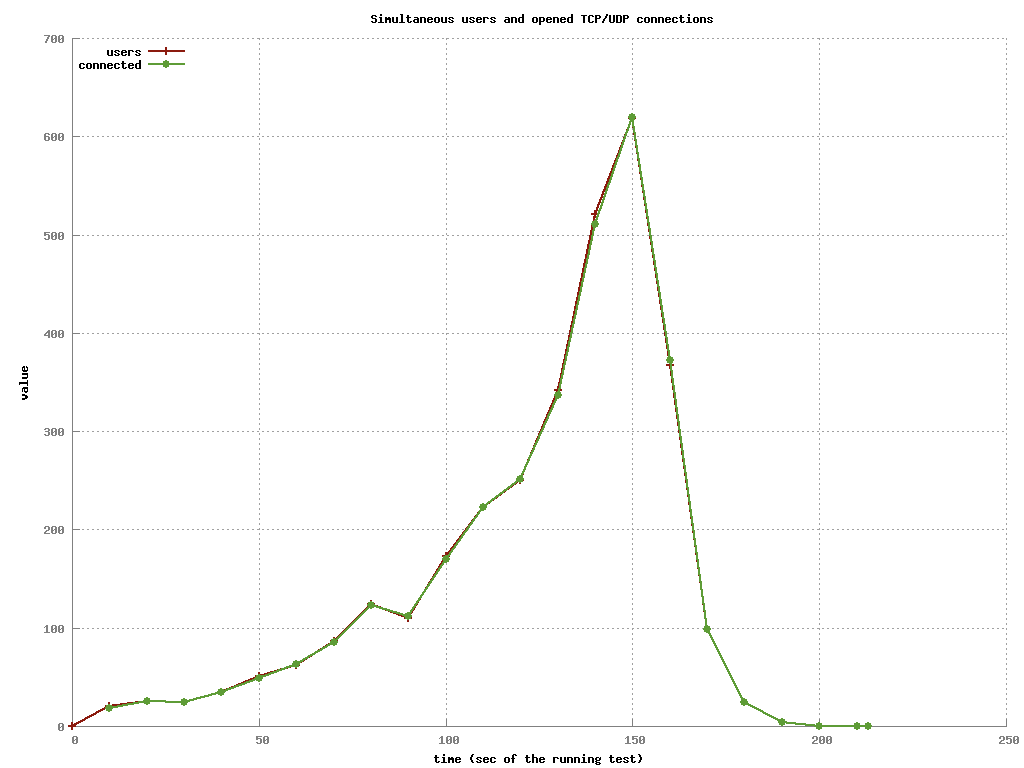 Simultaneous users and opened TCP/UDP connections
700
users
connected
600
500
400
value
300
200
100
0
0 50 100 150 200 250
time (sec of the running test)